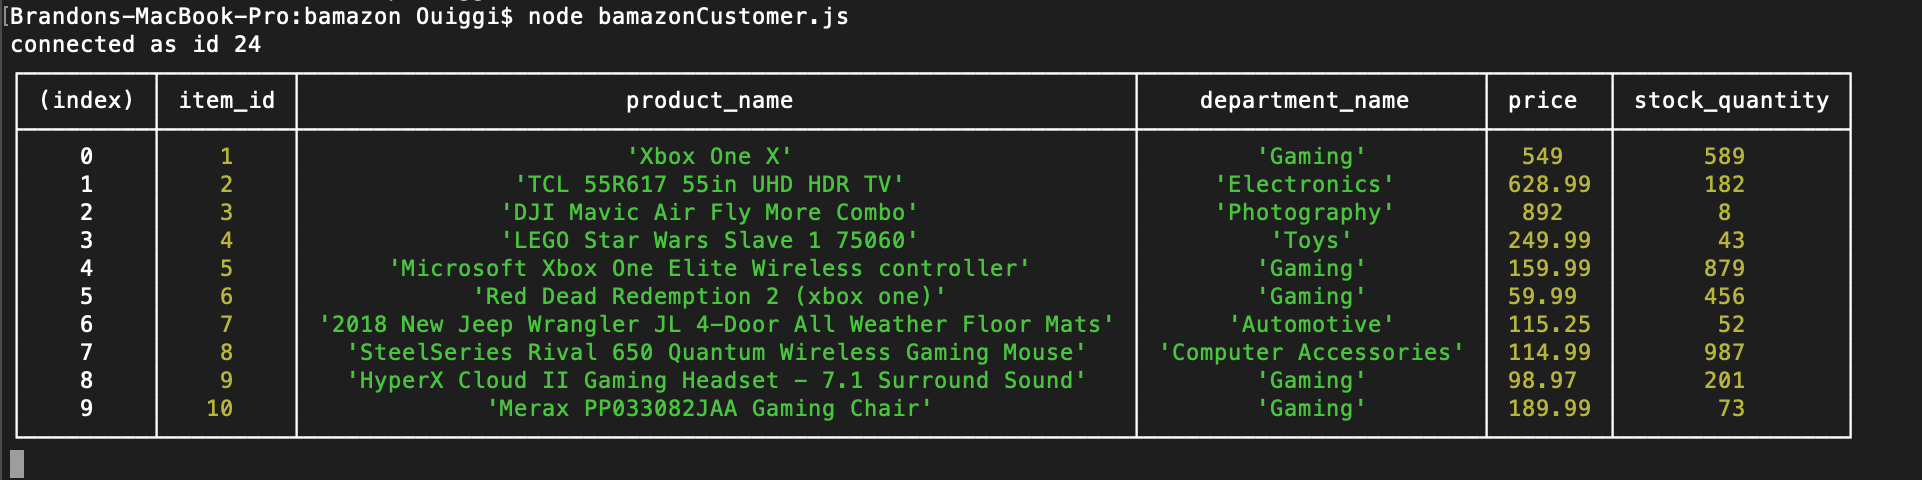 [Brandons-MacBook-Pro:bamazon Ouiggi$ node bamazonCustomer.js
connected as id 24
(index) item_id product_name department_name price stock_quantity
0 1 'Xbox One X' 'Gaming' 549 589
1 2 'TCL 55R617 55in UHD HDR TV' 'Electronics' 628.99 182
2 3 'DJI Mavic Air Fly More Combo' 'Photography' 892 8
3 4 'LEGO Star Wars Slave 1 75060' 'Toys' 249.99 43
4 5 'Microsoft Xbox One Elite Wireless controller' 'Gaming' 159.99 879
5 6 'Red Dead Redemption 2 (xbox one)' 'Gaming' 59.99 456
6 7 '2018 New Jeep Wrangler JL 4-Door All Weather Floor Mats' 'Automotive' 115.25 52
7 8 'SteelSeries Rival 650 Quantum Wireless Gaming Mouse' 'Computer Accessories' 114.99 987
8 9 'HyperX Cloud II Gaming Headset - 7.1 Surround Sound' 'Gaming' 98.97 201
9 10 'Merax PP033082JAA Gaming Chair' 'Gaming' 189.99 73